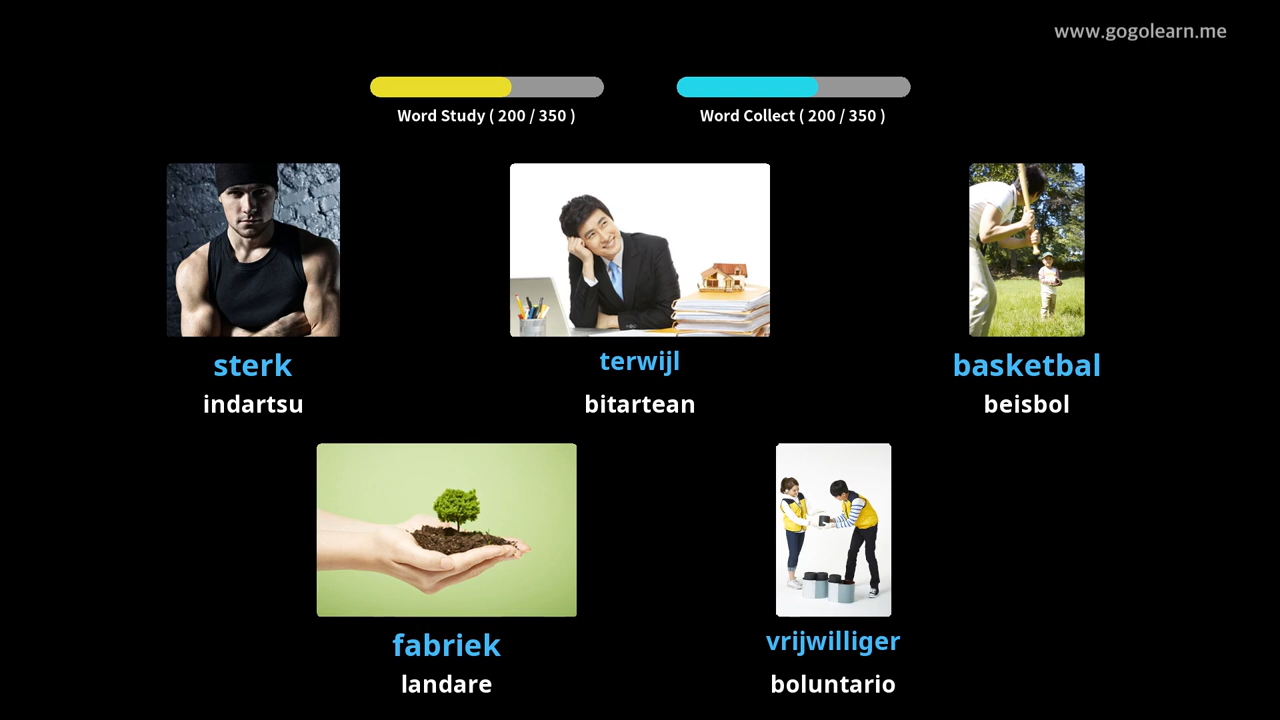 www.gogolearn.me
Word Study ( 200 / 350 )
Word Collect ( 200 / 350 )
sterk
indartsu
terwijl
bitartean
basketbal
beisbol
fabriek
landare
vrijwilliger
boluntario